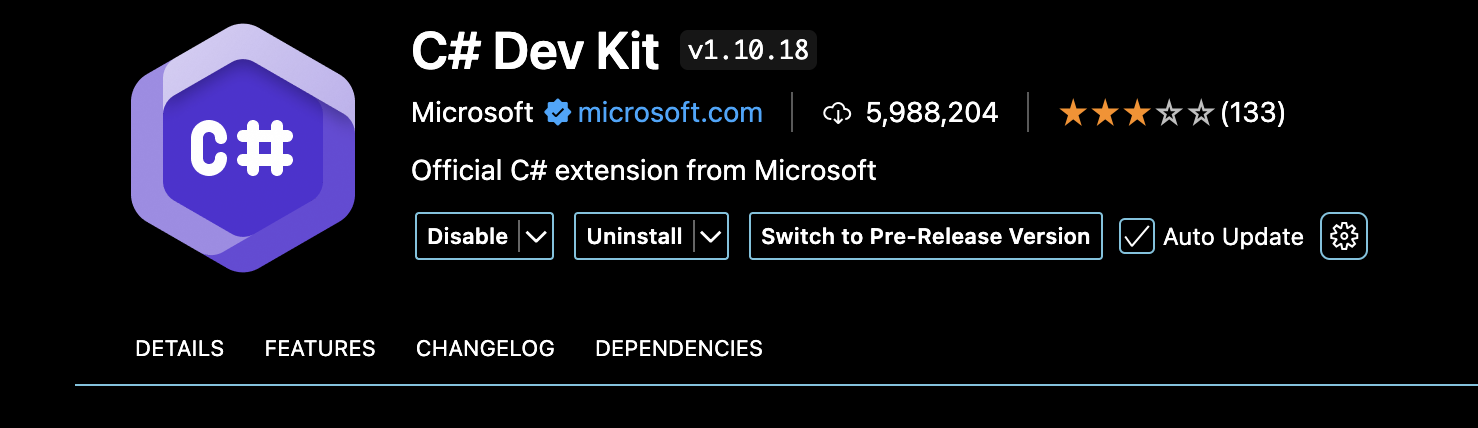 C# Dev Kit v1.10.18
C#
Microsoft microsoft.com 5,988,204 (133)
Official C# extension from Microsoft
Disable Uninstall Switch to Pre-Release Version Auto Update
DETAILS FEATURES CHANGELOG DEPENDENCIES